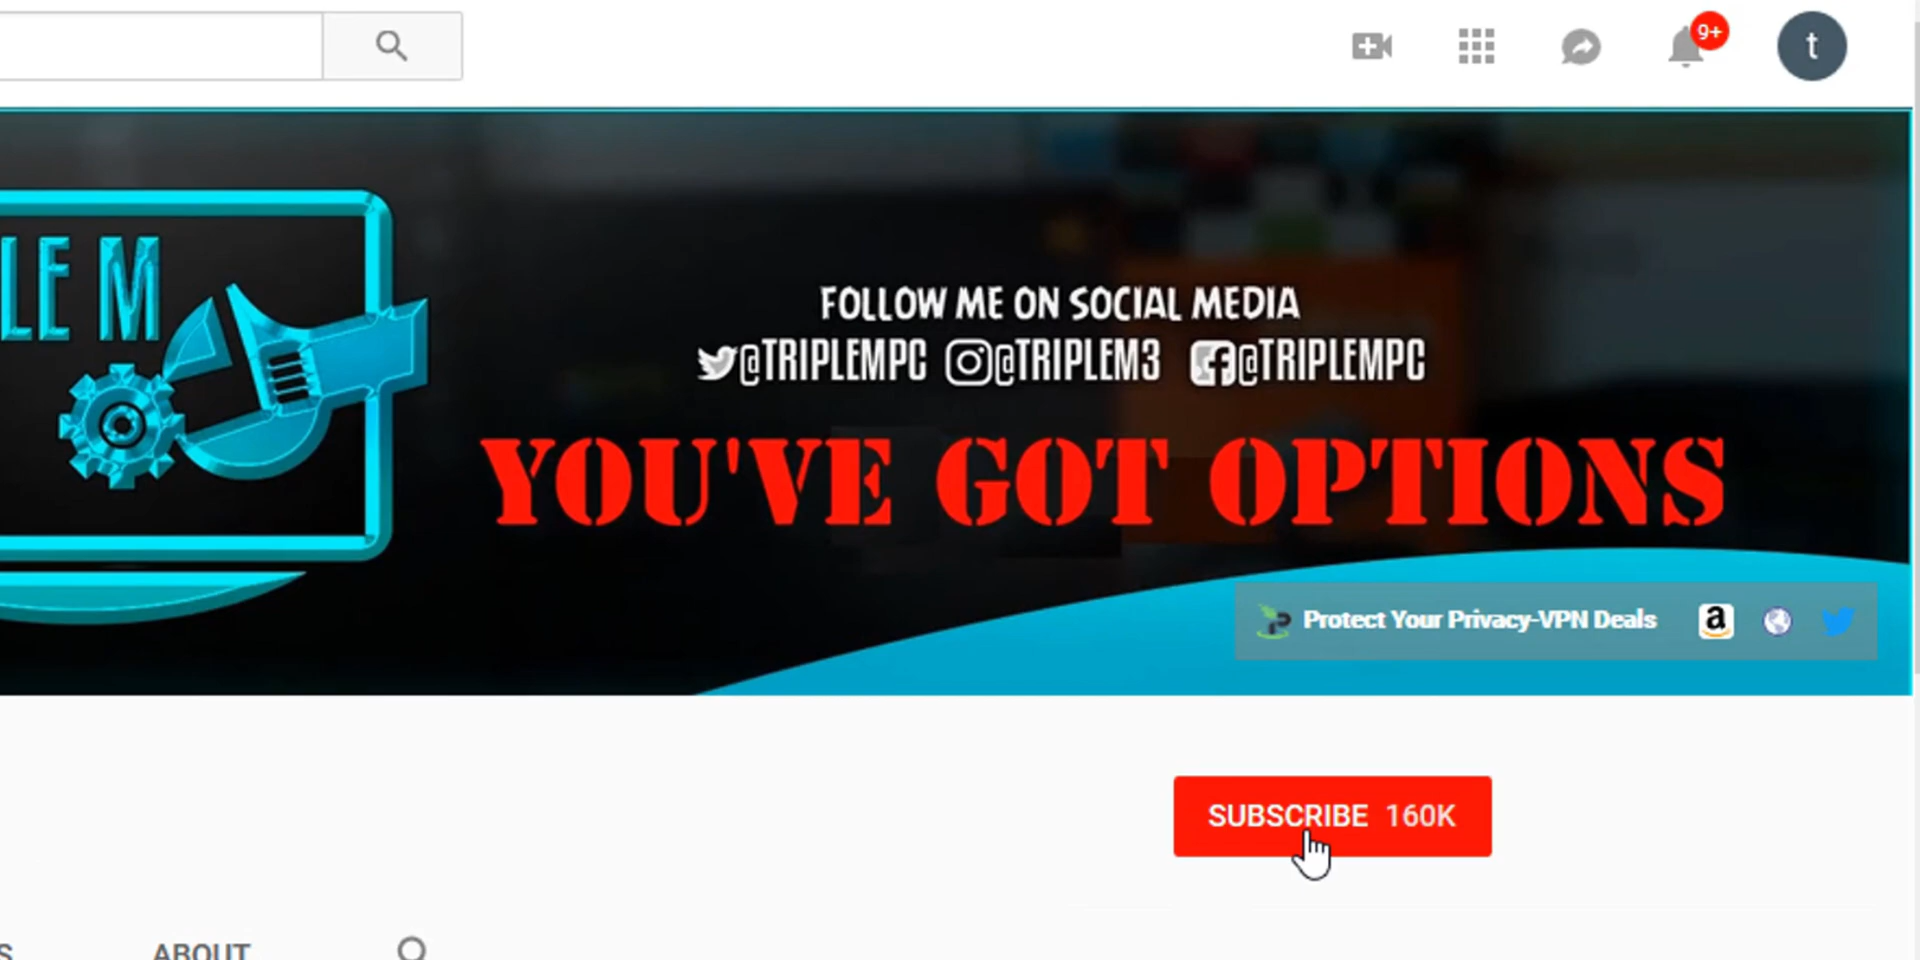 9+
t
LE M
FOLLOW ME ON SOCIAL MEDIA
@TRIPLEMPC @TRIPLEM3 @TRIPLEMPC
YOU'VE GOT OPTIONS
Protect Your Privacy-VPN Deals
SUBSCRIBE 160K
S ABOUT